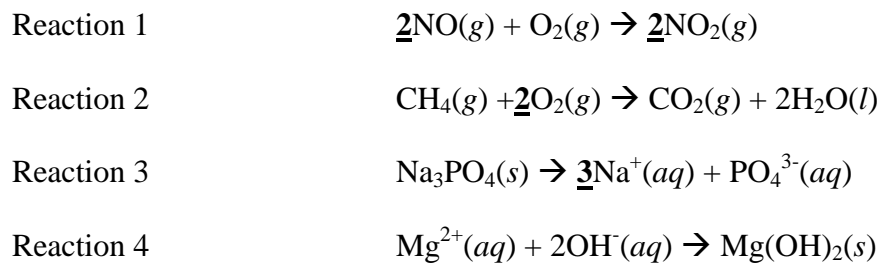 Reaction 1 2NO(g) + O₂(g) → 2NO₂(g)
Reaction 2 CH₄(g) +2O₂(g) → CO₂(g) + 2H₂O(l)
Reaction 3 Na₃PO₄(s) → 3Na⁺(aq) + PO₄³⁻(aq)
Reaction 4 Mg²⁺(aq) + 2OH⁻(aq) → Mg(OH)₂(s)